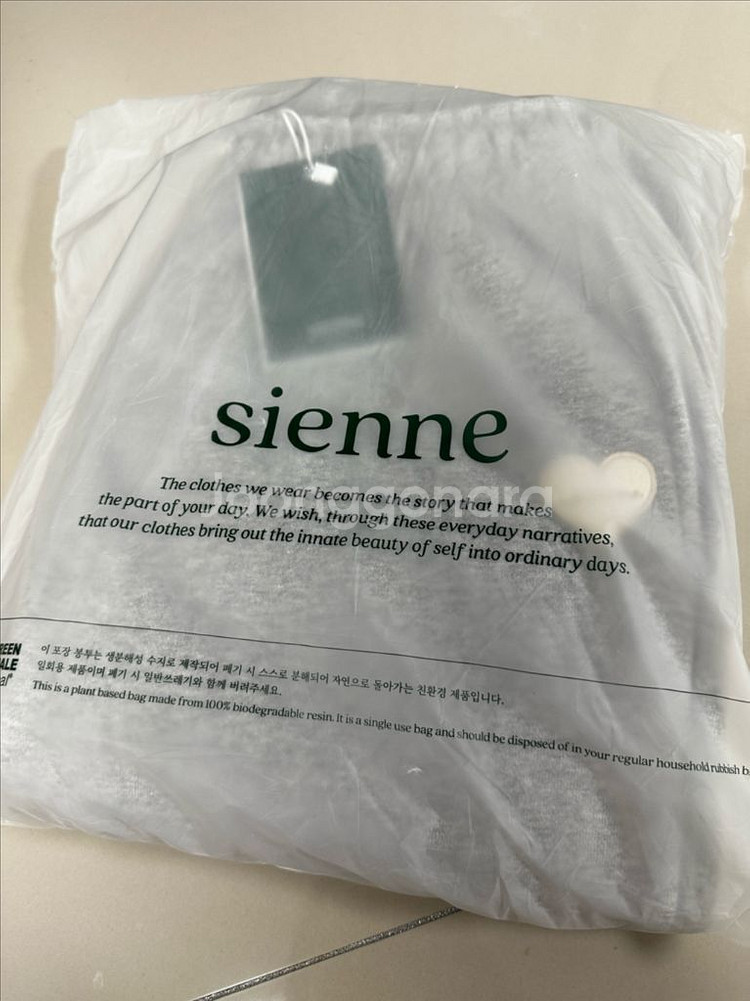 sienne
The clothes we wear becomes the story that makes
the part of your day. We wish, through these everyday narratives,
that our clothes bring out the innate beauty of self into ordinary days.
이 포장 봉투는 생분해성 수지로 제작되어 폐기 시 스스로 분해되어 자연으로 돌아가는 친환경 제품입니다.
일회용 제품이며 폐기 시 일반쓰레기와 함께 버려주세요.
This is a plant based bag made from 100% biodegradable resin. It is a single use bag and should be disposed of in your regular household rubbish b